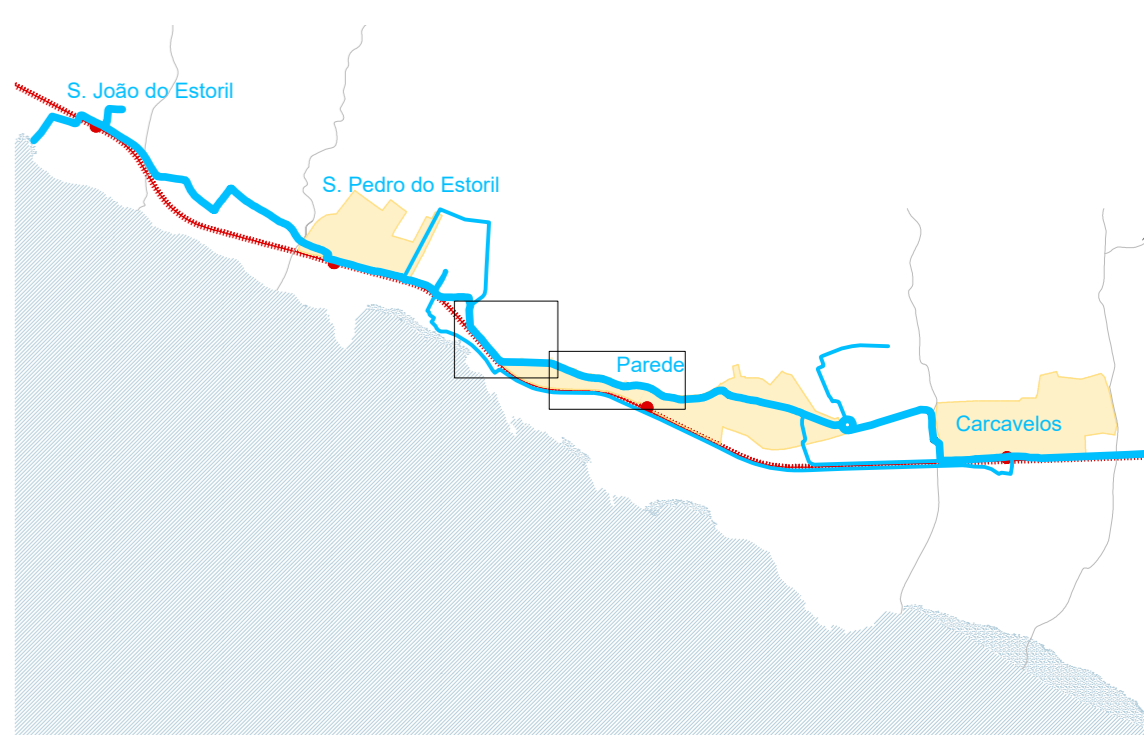 S. João do Estoril
S. Pedro do Estoril
Parede
Carcavelos